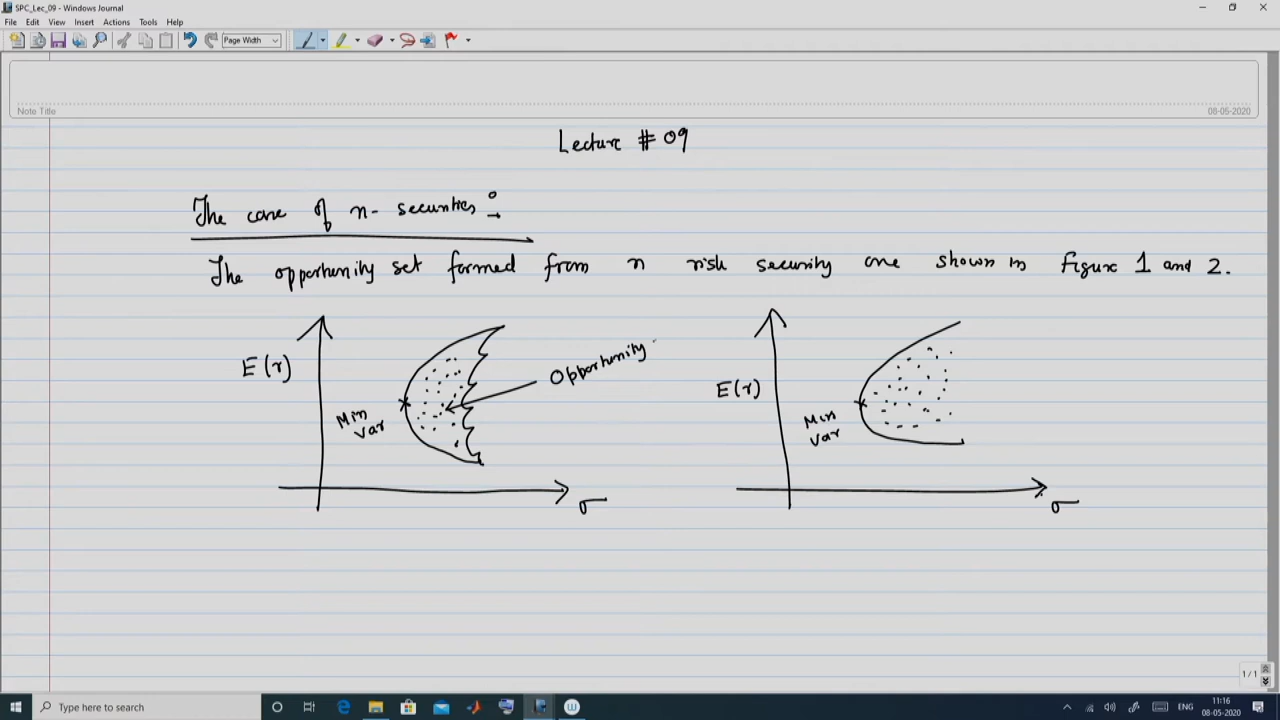 SPC_Lec_09 - Windows Journal
File Edit View Insert Actions Tools Help
Page Width
Note Title
08-05-2020
Lecture # 09
The case of n- securities :
The opportunity set formed from n risk security are shown in figure 1 and 2.
E(r)
Min
Var
Opportunity
σ
E(r)
Min
Var
σ
1/1
Type here to search
ENG
11:16
08-05-2020